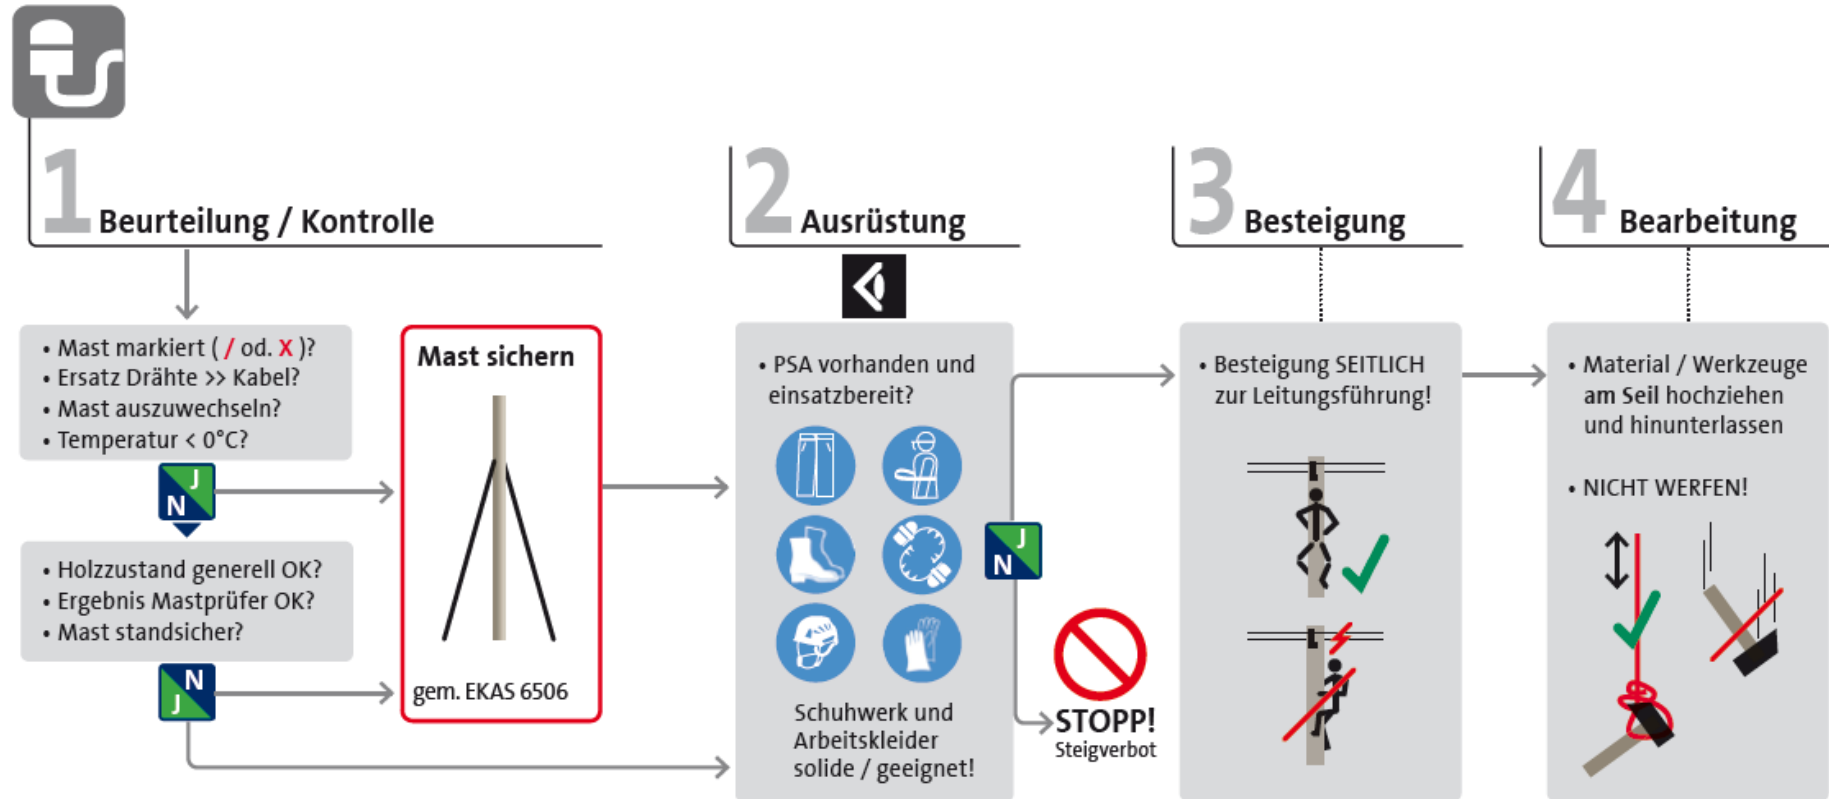 1 Beurteilung / Kontrolle
• Mast markiert ( / od. X )?
• Ersatz Drähte >> Kabel?
• Mast auszuwechseln?
• Temperatur < 0°C?
J
N
• Holzzustand generell OK?
• Ergebnis Mastprüfer OK?
• Mast standsicher?
N
J
Mast sichern
gem. EKAS 6506
2 Ausrüstung
• PSA vorhanden und
einsatzbereit?
Schuhwerk und
Arbeitskleider
solide / geeignet!
J
N
STOPP!
Steigverbot
3 Besteigung
• Besteigung SEITLICH
zur Leitungsführung!
4 Bearbeitung
• Material / Werkzeuge
am Seil hochziehen
und hinunterlassen
• NICHT WERFEN!